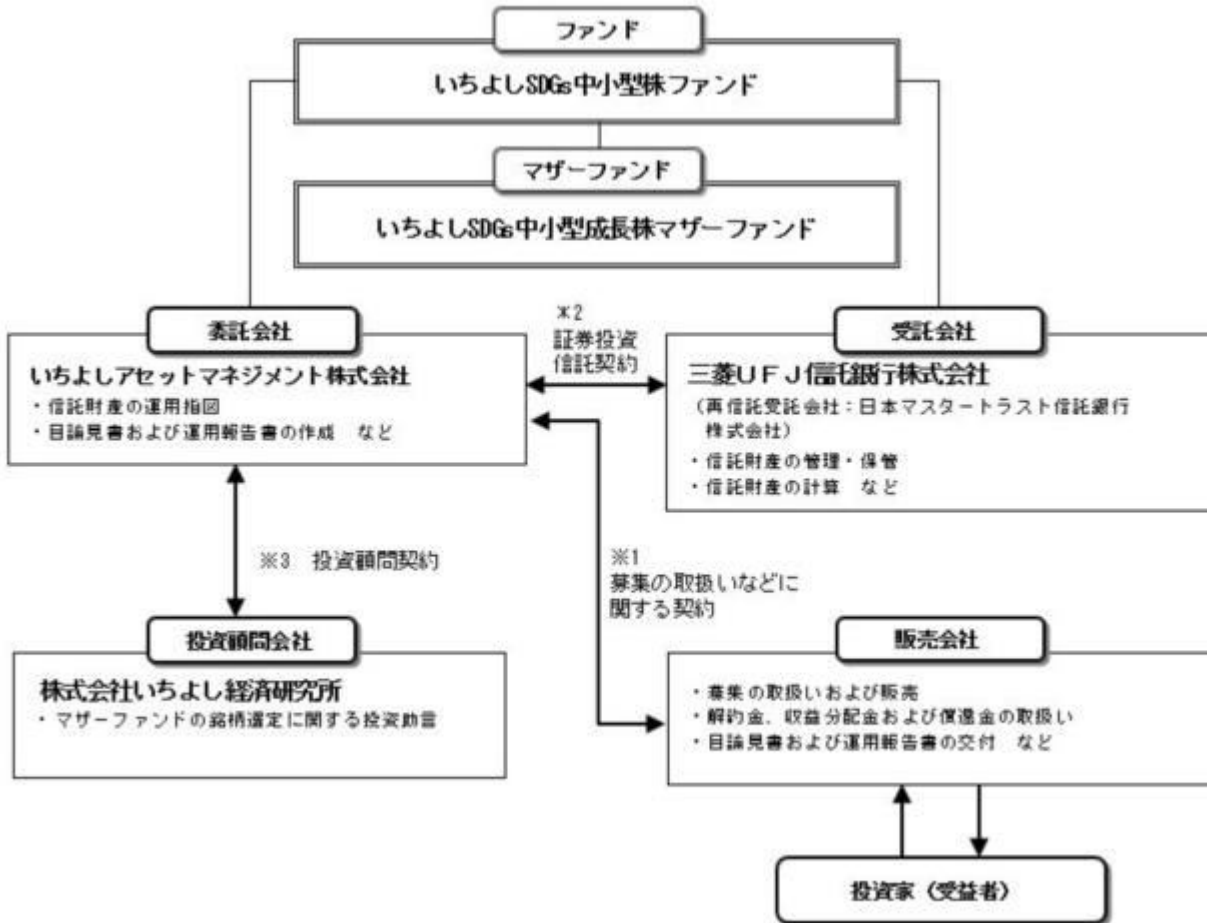 ファンド
いちよしSDGs中小型株ファンド
マザーファンド
いちよしSDGs中小型成長株マザーファンド
委託会社
いちよしアセットマネジメント株式会社
・信託財産の運用指図
・目論見書および運用報告書の作成 など
※2
証券投資
信託契約
受託会社
三菱UFJ信託銀行株式会社
(再信託受託会社:日本マスタートラスト信託銀行
株式会社)
・信託財産の管理・保管
・信託財産の計算 など
※3 投資顧問契約
※1
募集の取扱いなどに
関する契約
投資顧問会社
株式会社いちよし経済研究所
・マザーファンドの銘柄選定に関する投資助言
販売会社
・募集の取扱いおよび販売
・解約金、収益分配金および償還金の取扱い
・目論見書および運用報告書の交付 など
投資家(受益者)